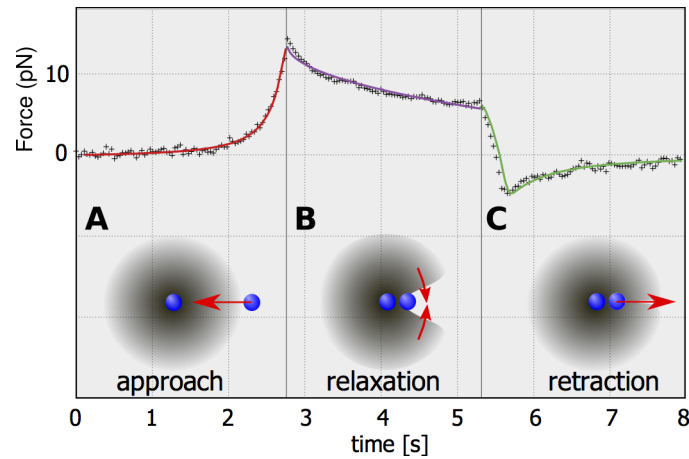 Force (pN)
10
0
A B C
approach relaxation retraction
0 1 2 3 4 5 6 7 8
time [s]